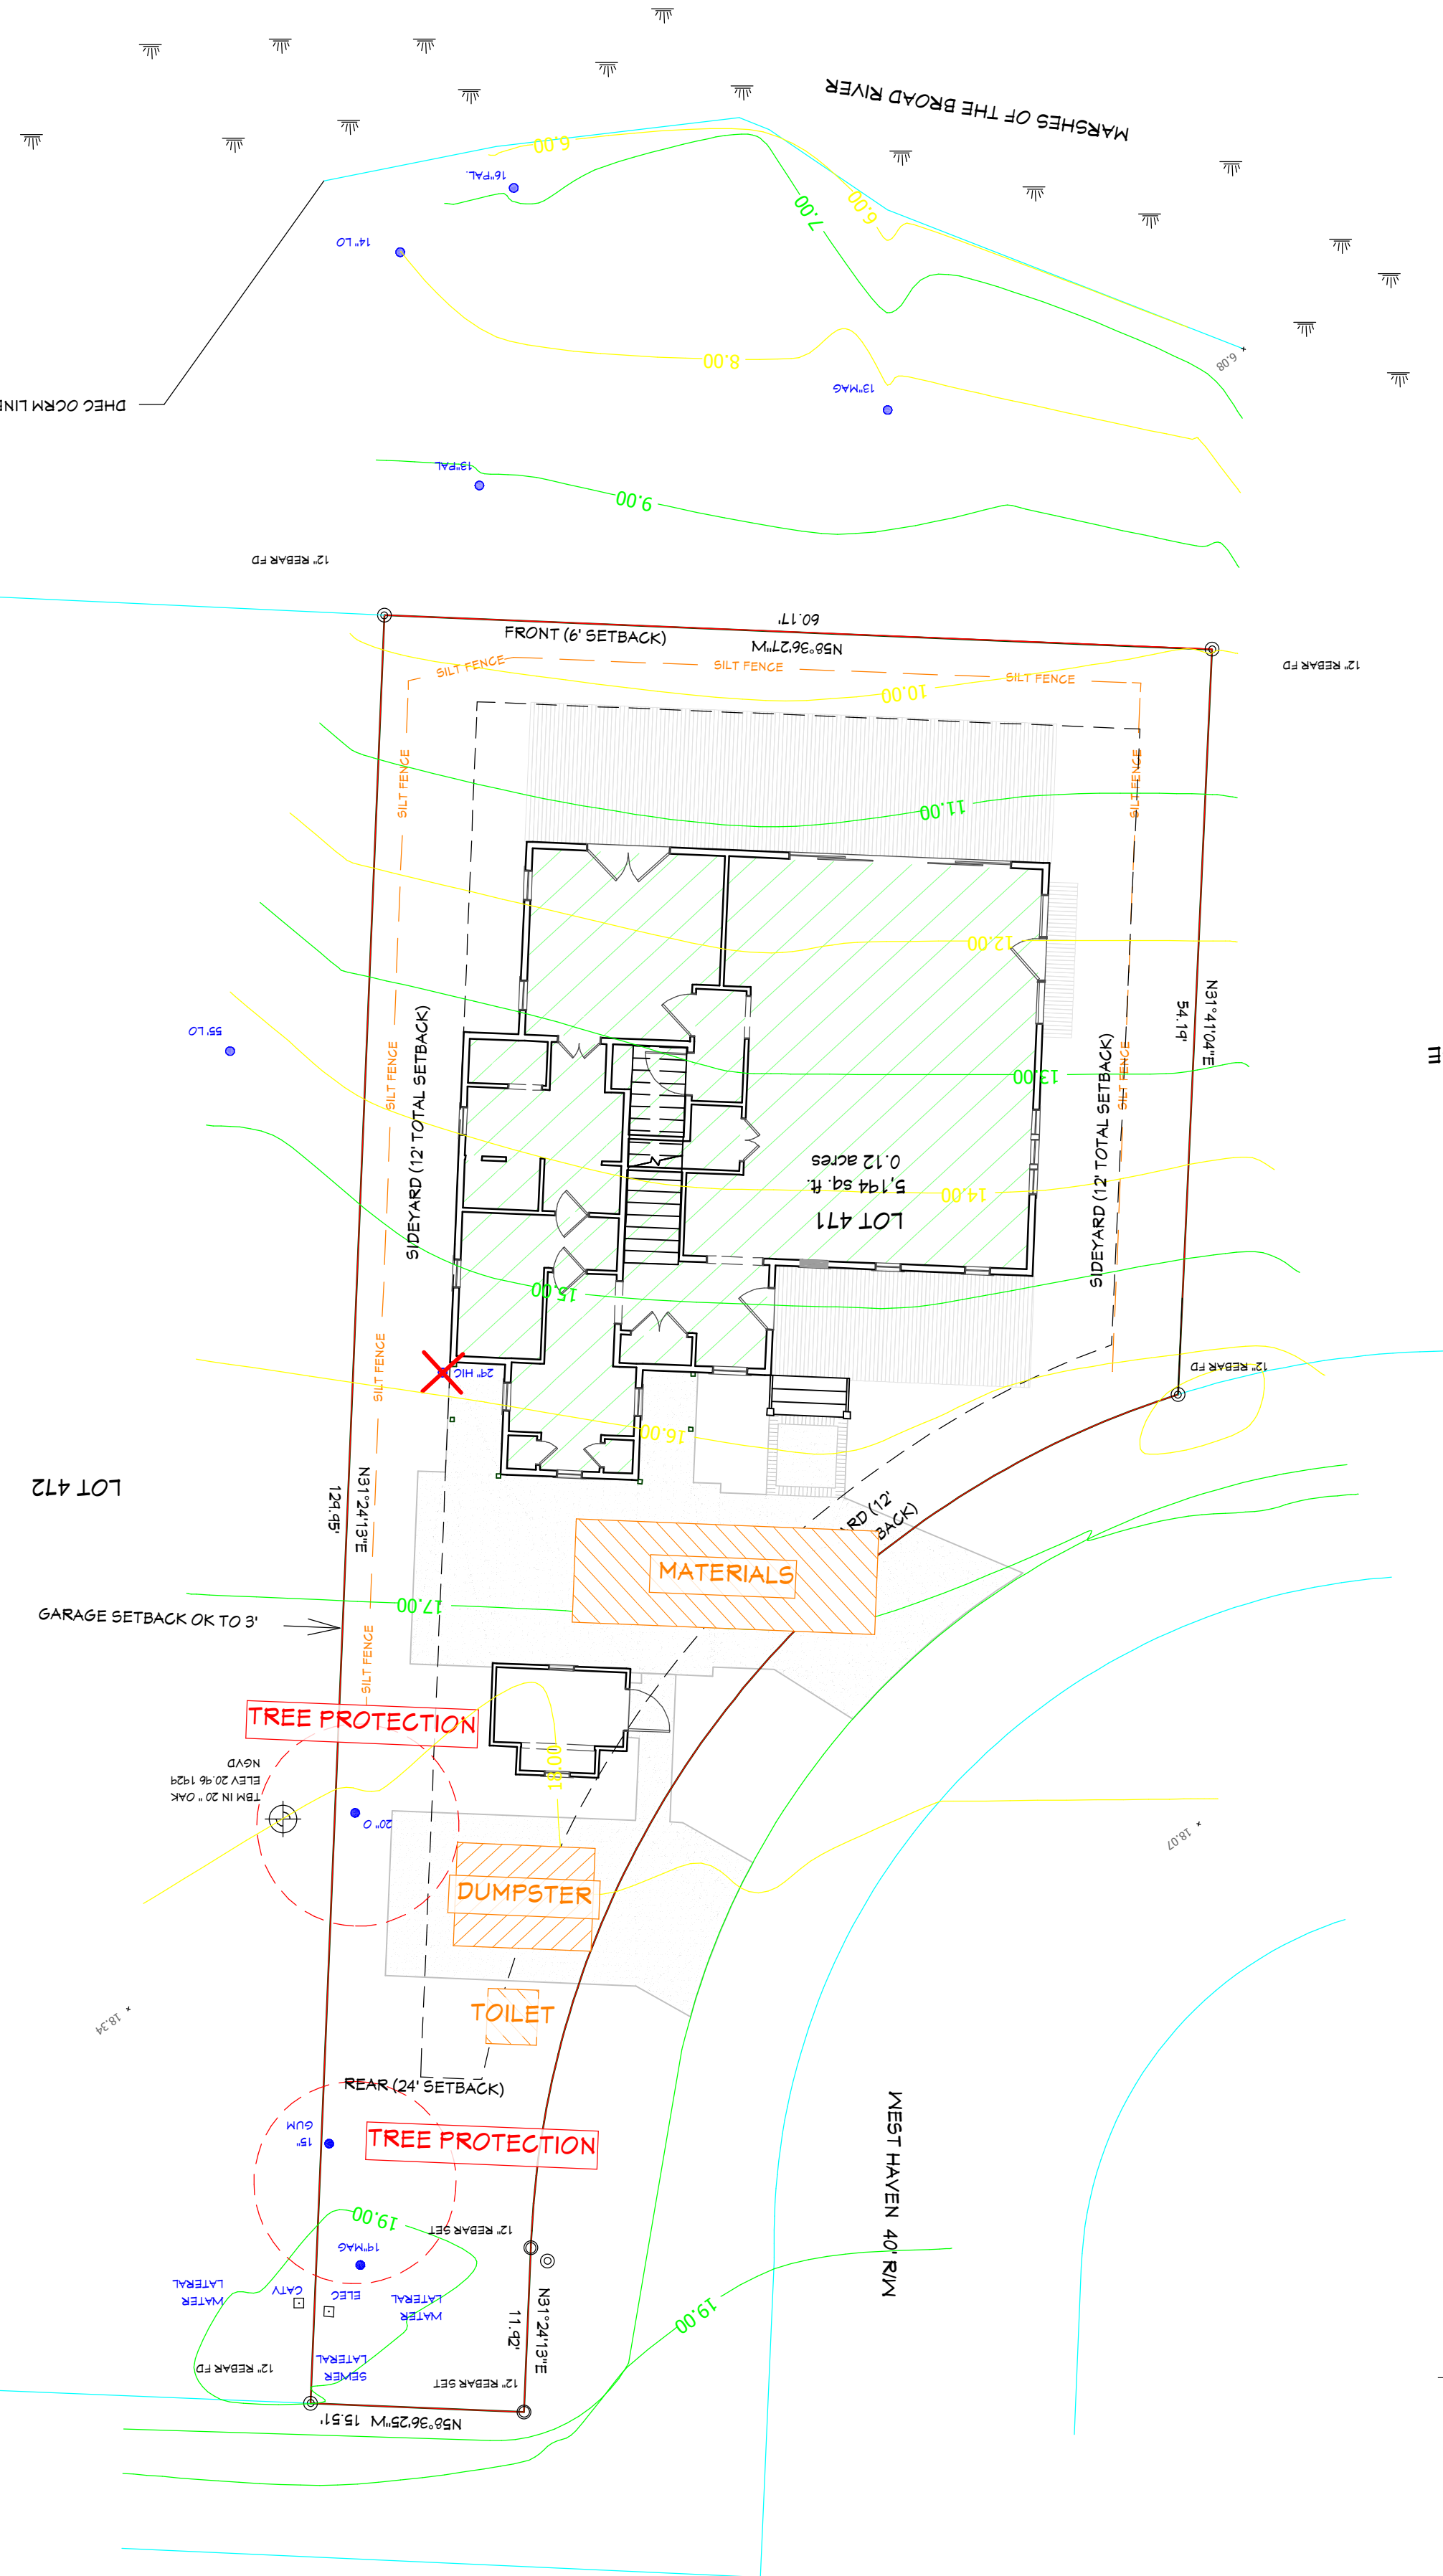 MARSHES OF THE BROAD RIVER
6.00
16"PAL.
14" LO
7.00
6.00
6.08
8.00
13"MAG
DHEC OCRM LINE
13"PAL
9.00
12" REBAR FD
60.17'
FRONT (6' SETBACK)
N58°36'27"W
12" REBAR FD
SILT FENCE
SILT FENCE
SILT FENCE
10.00
SILT FENCE
SILT FENCE
11.00
12.00
N31°41'04"E
54.19'
55' LO
SIDEYARD (12' TOTAL SETBACK)
SILT FENCE
SIDEYARD (12' TOTAL SETBACK)
SILT FENCE
13.00
E
LOT 471
5,194 sq. ft.
0.12 acres
14.00
15.00
29" HIC
SILT FENCE
12" REBAR FD
16.00
LOT 472
N31°24'13"E
129.95'
RD (12'
BACK)
MATERIALS
17.00
GARAGE SETBACK OK TO 3'
SILT FENCE
TREE PROTECTION
18.00
TBM IN 20" OAK
ELEV 20.96 1929
NGVD
20" O
18.07
DUMPSTER
18.34
TOILET
REAR (24' SETBACK)
15"
GUM
TREE PROTECTION
WEST HAVEN 40' R/W
19.00
12" REBAR SET
19"MAG
WATER
LATERAL
CATV
ELEC
WATER
LATERAL
N31°24'13"E
11.92'
19.00
12" REBAR FD
SEWER
LATERAL
12" REBAR SET
N58°36'25"W 15.51'